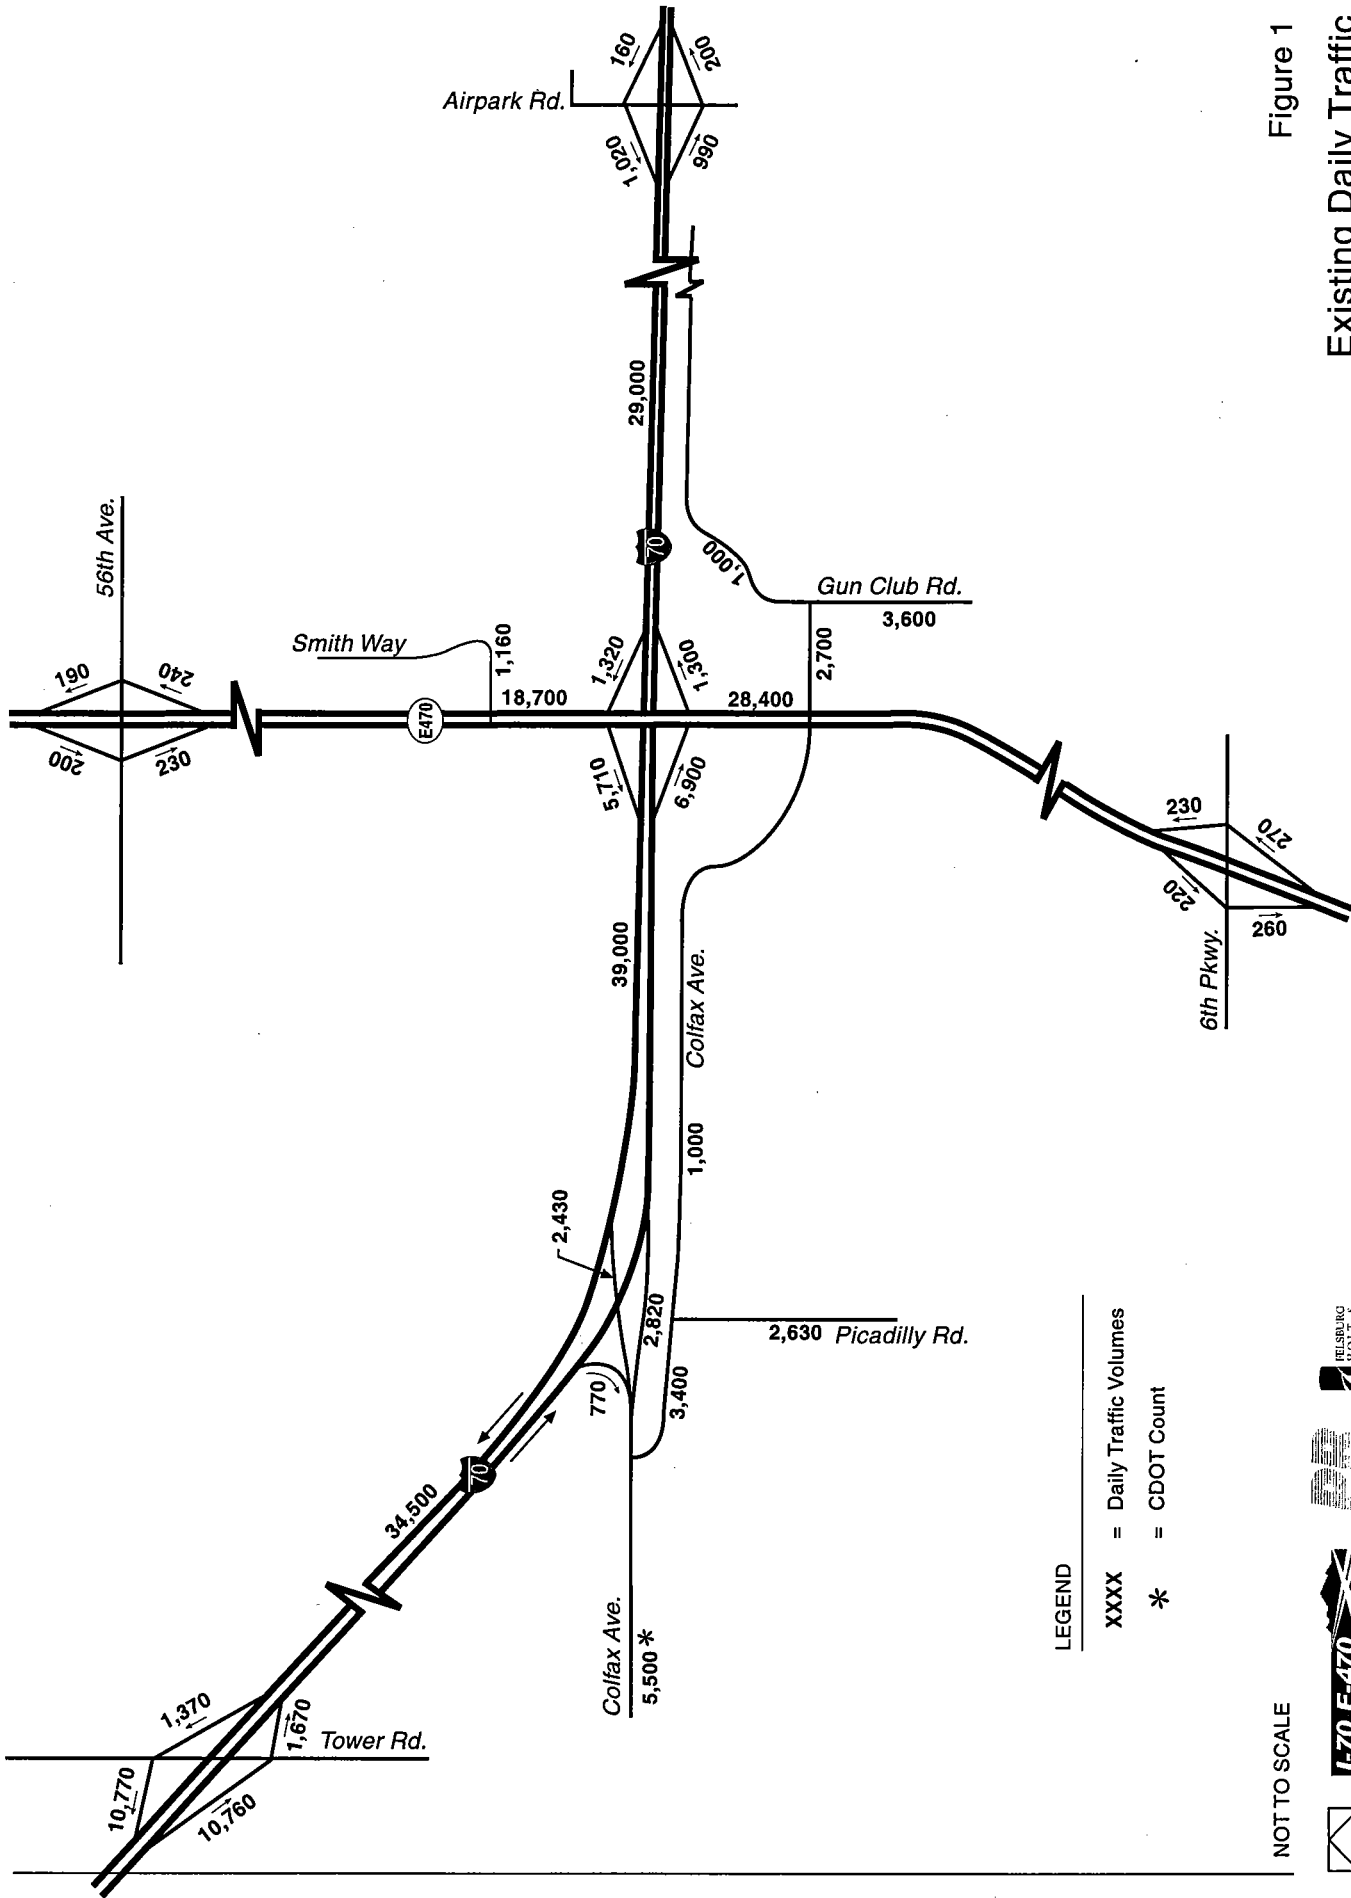 Figure 1
Existing Daily Traffic
Airpark Rd.
160
200
1,020
990
29,000
56th Ave.
190
240
200
230
Smith Way
1,160
E470
18,700
70
1,320
1,300
1,000
Gun Club Rd.
3,600
2,700
28,400
5,710
6,900
39,000
Colfax Ave.
1,000
230
270
220
260
6th Pkwy.
2,430
2,820
770
3,400
2,630 Picadilly Rd.
70
34,500
Colfax Ave.
5,500 *
1,370
1,670
Tower Rd.
10,770
10,760
LEGEND
XXXX = Daily Traffic Volumes
* = CDOT Count
NOT TO SCALE
I-70 E-470
FELSBURG